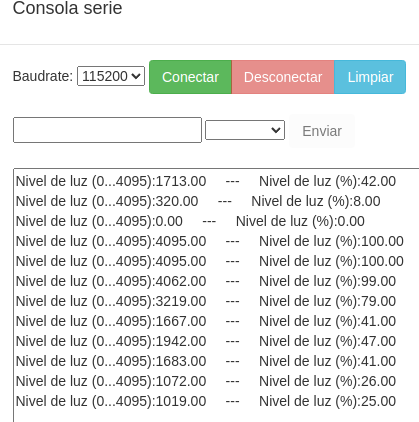 Consola serie
Baudrate: 115200 Conectar Desconectar Limpiar
Enviar
Nivel de luz (0...4095):1713.00 --- Nivel de luz (%):42.00
Nivel de luz (0...4095):320.00 --- Nivel de luz (%):8.00
Nivel de luz (0...4095):0.00 --- Nivel de luz (%):0.00
Nivel de luz (0...4095):4095.00 --- Nivel de luz (%):100.00
Nivel de luz (0...4095):4095.00 --- Nivel de luz (%):100.00
Nivel de luz (0...4095):4062.00 --- Nivel de luz (%):99.00
Nivel de luz (0...4095):3219.00 --- Nivel de luz (%):79.00
Nivel de luz (0...4095):1667.00 --- Nivel de luz (%):41.00
Nivel de luz (0...4095):1942.00 --- Nivel de luz (%):47.00
Nivel de luz (0...4095):1683.00 --- Nivel de luz (%):41.00
Nivel de luz (0...4095):1072.00 --- Nivel de luz (%):26.00
Nivel de luz (0...4095):1019.00 --- Nivel de luz (%):25.00